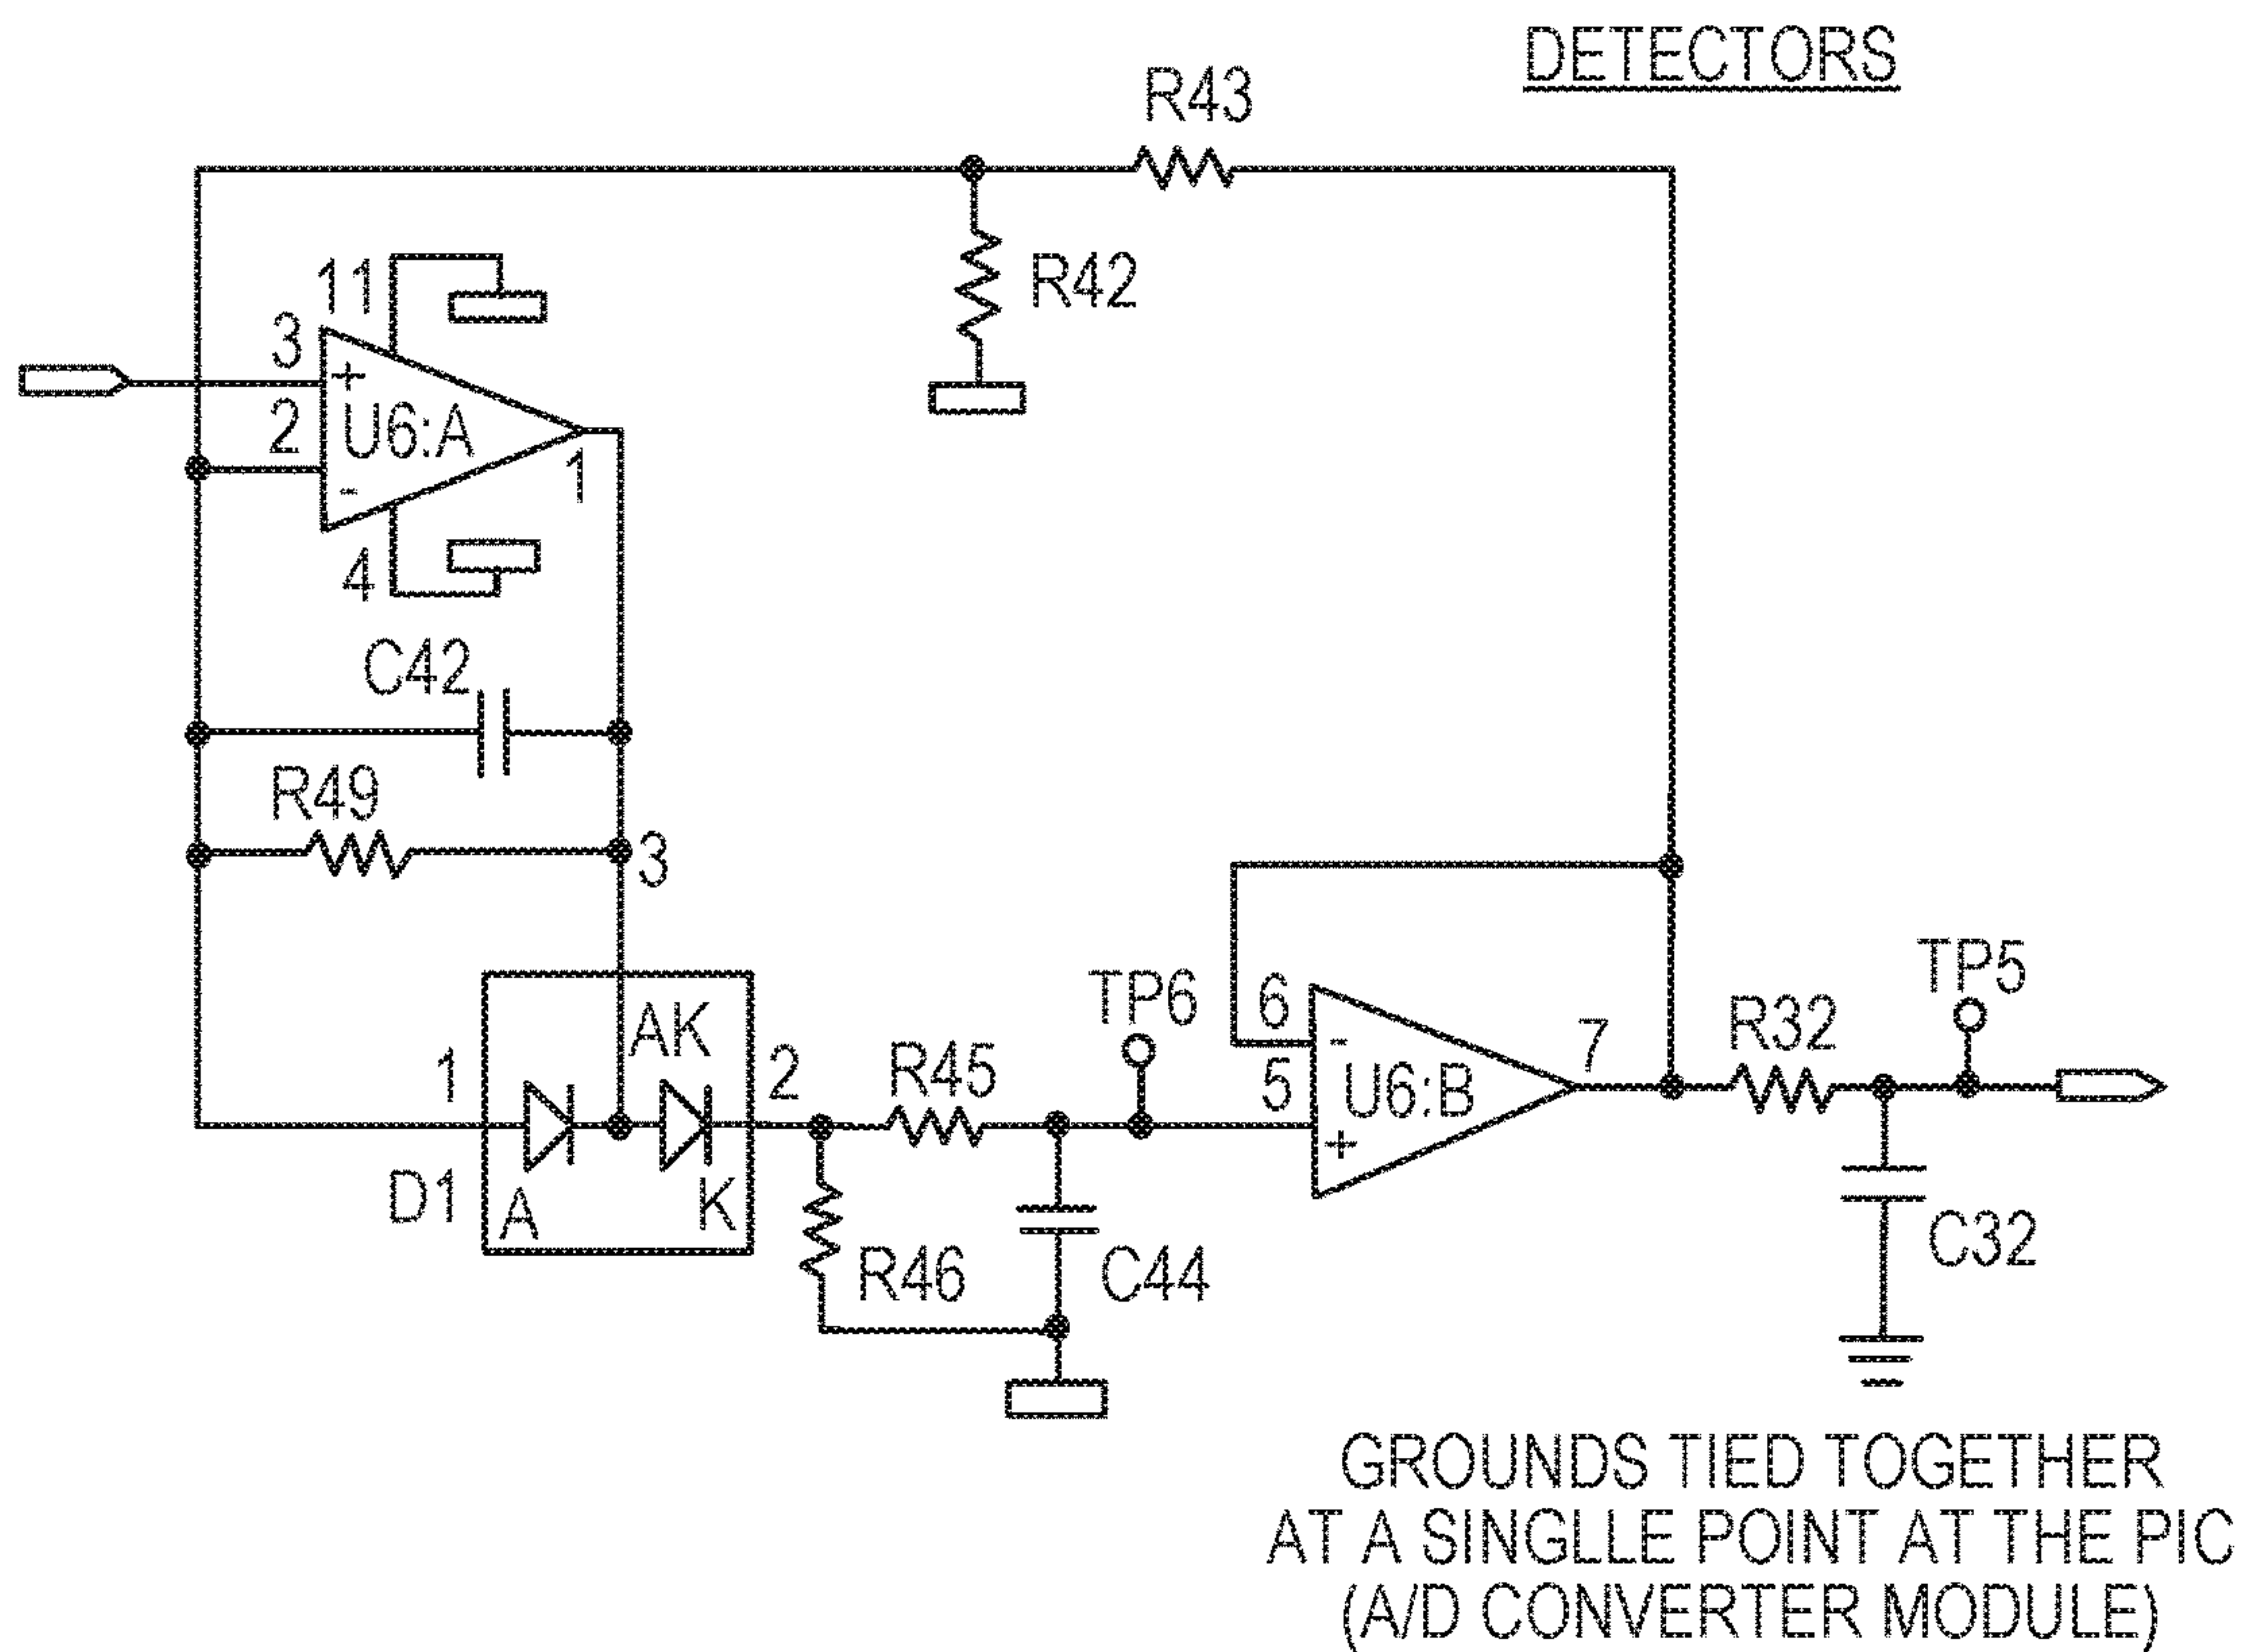 DETECTORS
R43
R42
11
3
+
2
U6:A
-
1
4
C42
R49
3
AK
1
2
D1
A
K
R45
R46
C44
TP6
6
-
5
U6:B
+
7
R32
TP5
C32
GROUNDS TIED TOGETHER
AT A SINGLLE POINT AT THE PIC
(A/D CONVERTER MODULE)